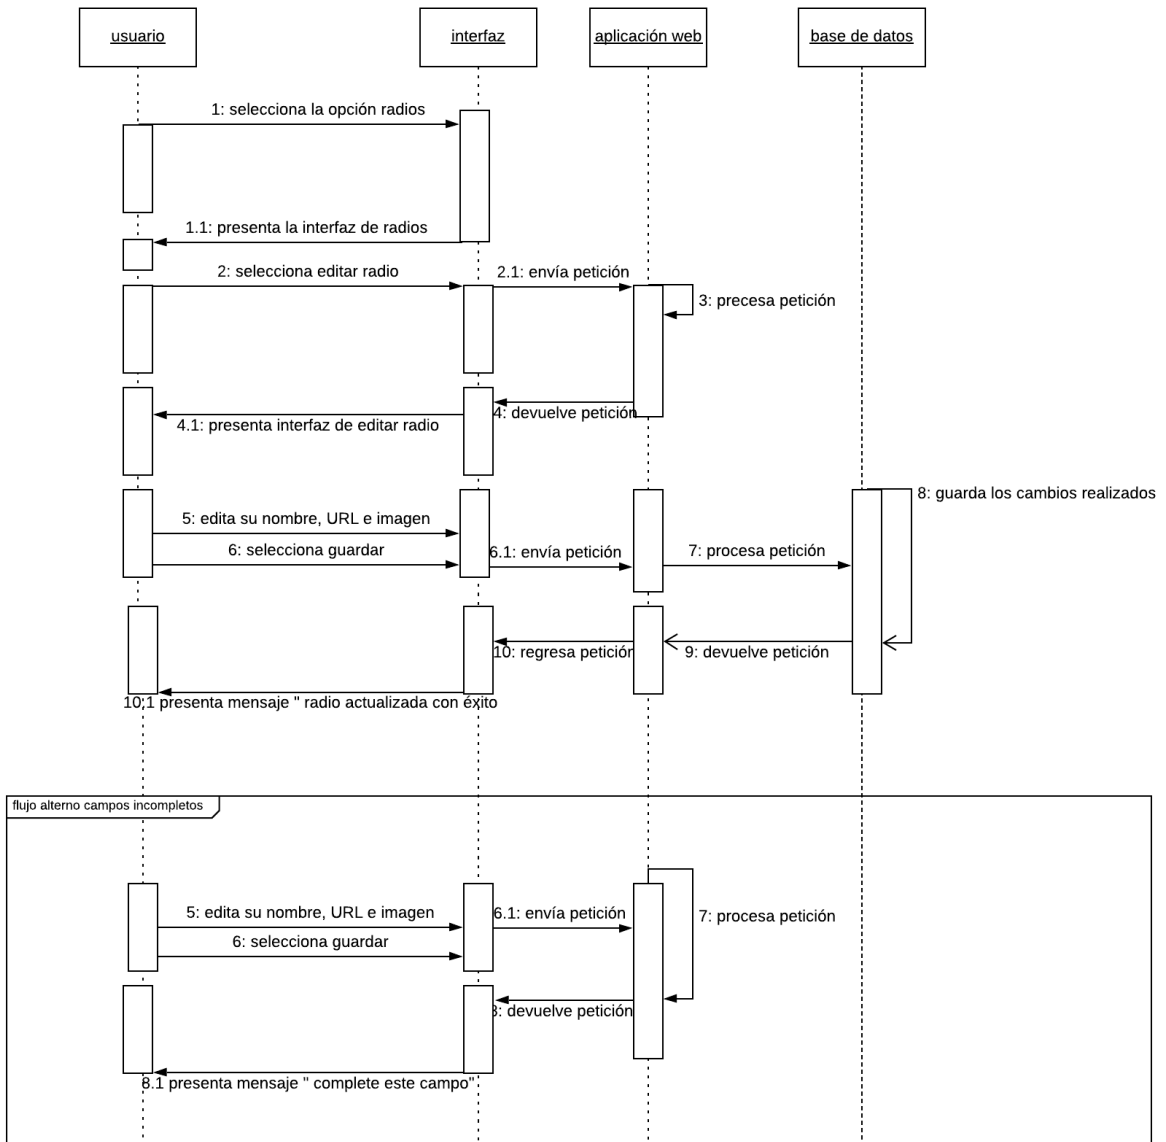 usuario
interfaz
aplicación web
base de datos
1: selecciona la opción radios
1.1: presenta la interfaz de radios
2: selecciona editar radio
2.1: envía petición
3: precesa petición
4: devuelve petición
4.1: presenta interfaz de editar radio
8: guarda los cambios realizados
5: edita su nombre, URL e imagen
6: selecciona guardar
6.1: envía petición
7: procesa petición
10: regresa petición
9: devuelve petición
10.1 presenta mensaje " radio actualizada con éxito
flujo alterno campos incompletos
5: edita su nombre, URL e imagen
6.1: envía petición
7: procesa petición
6: selecciona guardar
8: devuelve petición
8.1 presenta mensaje " complete este campo"